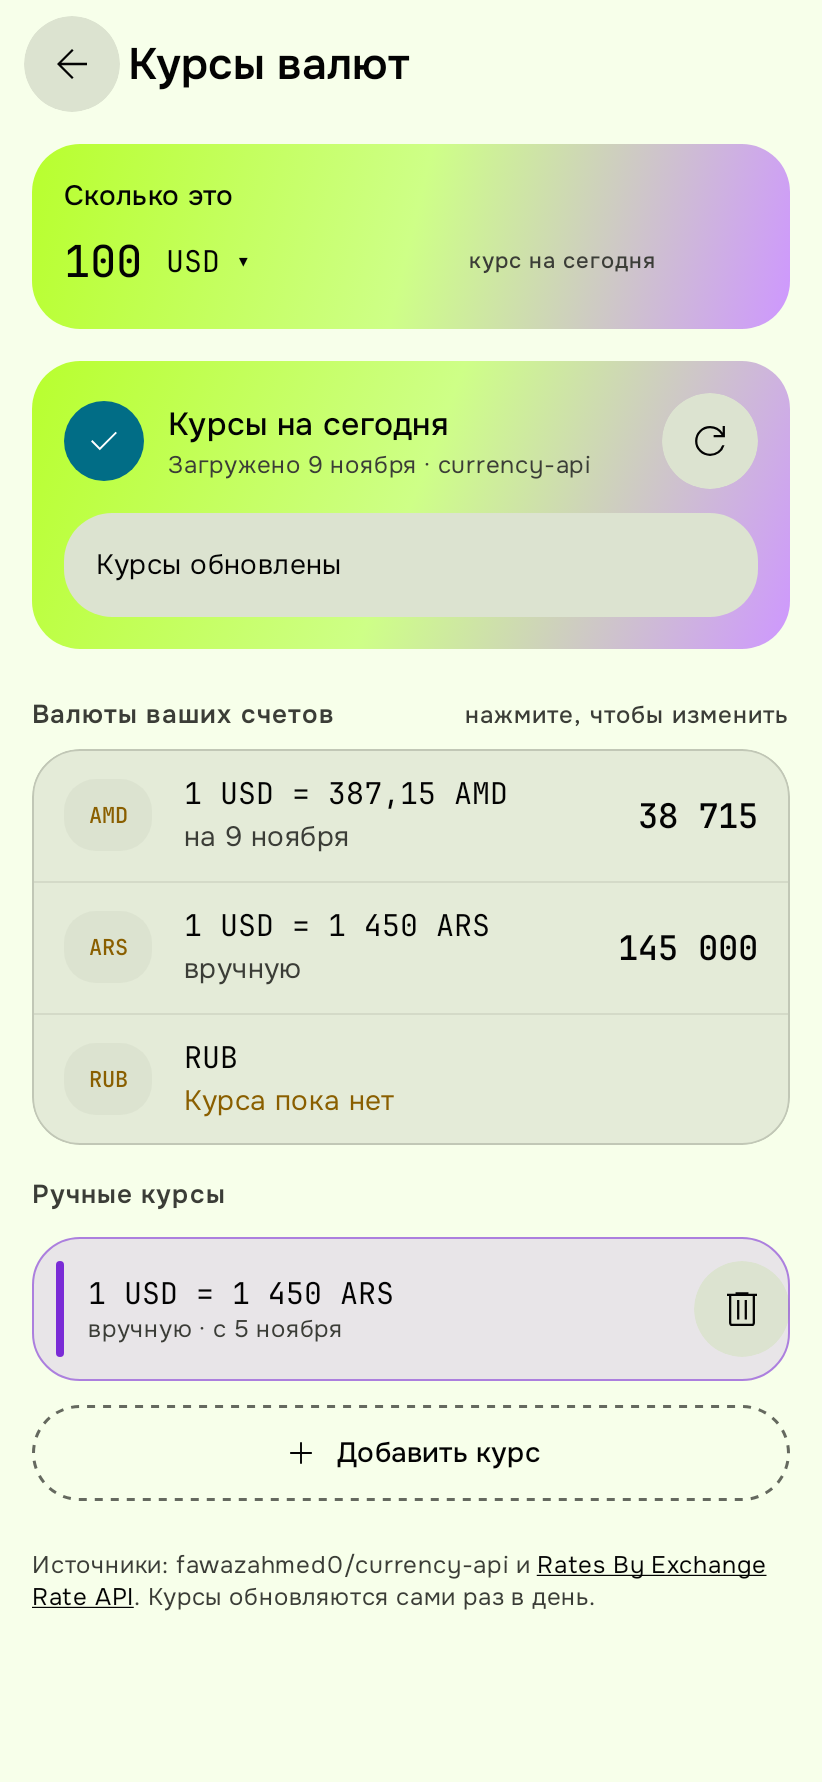 Курсы валют
Сколько это
100 USD ▾
курс на сегодня
Курсы на сегодня
Загружено 9 ноября · currency-api
Курсы обновлены
Валюты ваших счетов
нажмите, чтобы изменить
AMD
1 USD = 387,15 AMD
на 9 ноября
38 715
ARS
1 USD = 1 450 ARS
вручную
145 000
RUB
RUB
Курса пока нет
Ручные курсы
1 USD = 1 450 ARS
вручную · с 5 ноября
+ Добавить курс
Источники: fawazahmed0/currency-api и Rates By Exchange
Rate API. Курсы обновляются сами раз в день.